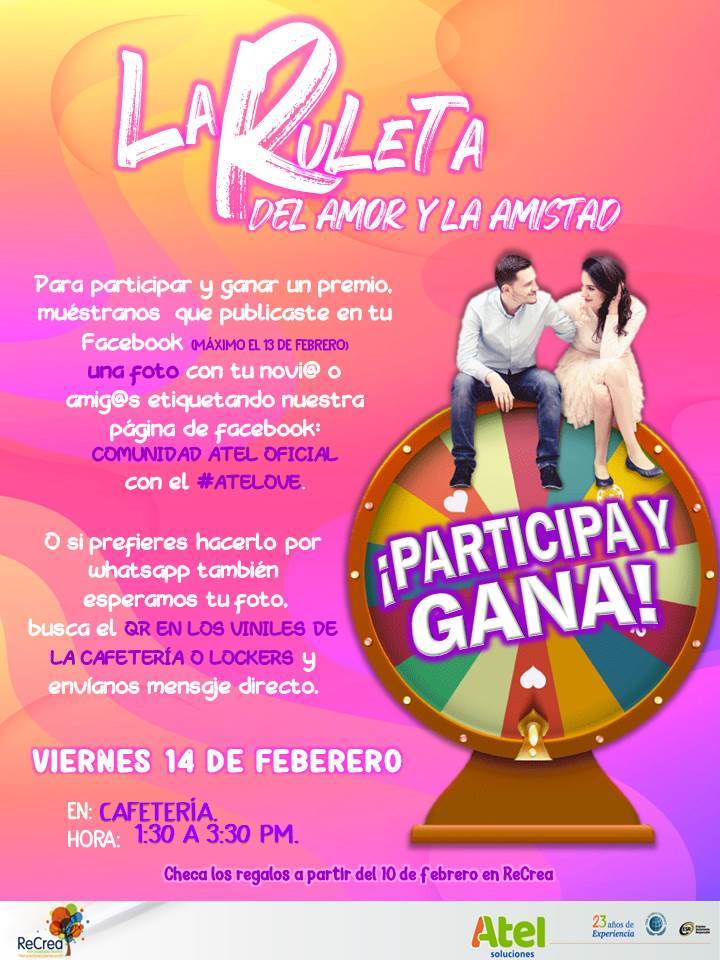 LA RULETA
DEL AMOR Y LA AMISTAD
Para participar y ganar un premio,
muéstranos que publicaste en tu
Facebook (MÁXIMO EL 13 DE FEBRERO)
una foto con tu novi@ o
amig@s etiquetando nuestra
página de facebook:
COMUNIDAD ATEL OFICIAL
con el #ATELOVE.
O si prefieres hacerlo por
whatsapp también
esperamos tu foto,
busca el QR EN LOS VINILES DE
LA CAFETERÍA O LOCKERS y
envíanos mensaje directo.
¡PARTICIPA Y
GANA!
VIERNES 14 DE FEBERERO
EN: CAFETERÍA.
HORA: 1:30 A 3:30 PM.
Checa los regalos a partir del 10 de febrero en ReCrea
ReCrea
Atel
soluciones
23 años de
Experiencia
ESR